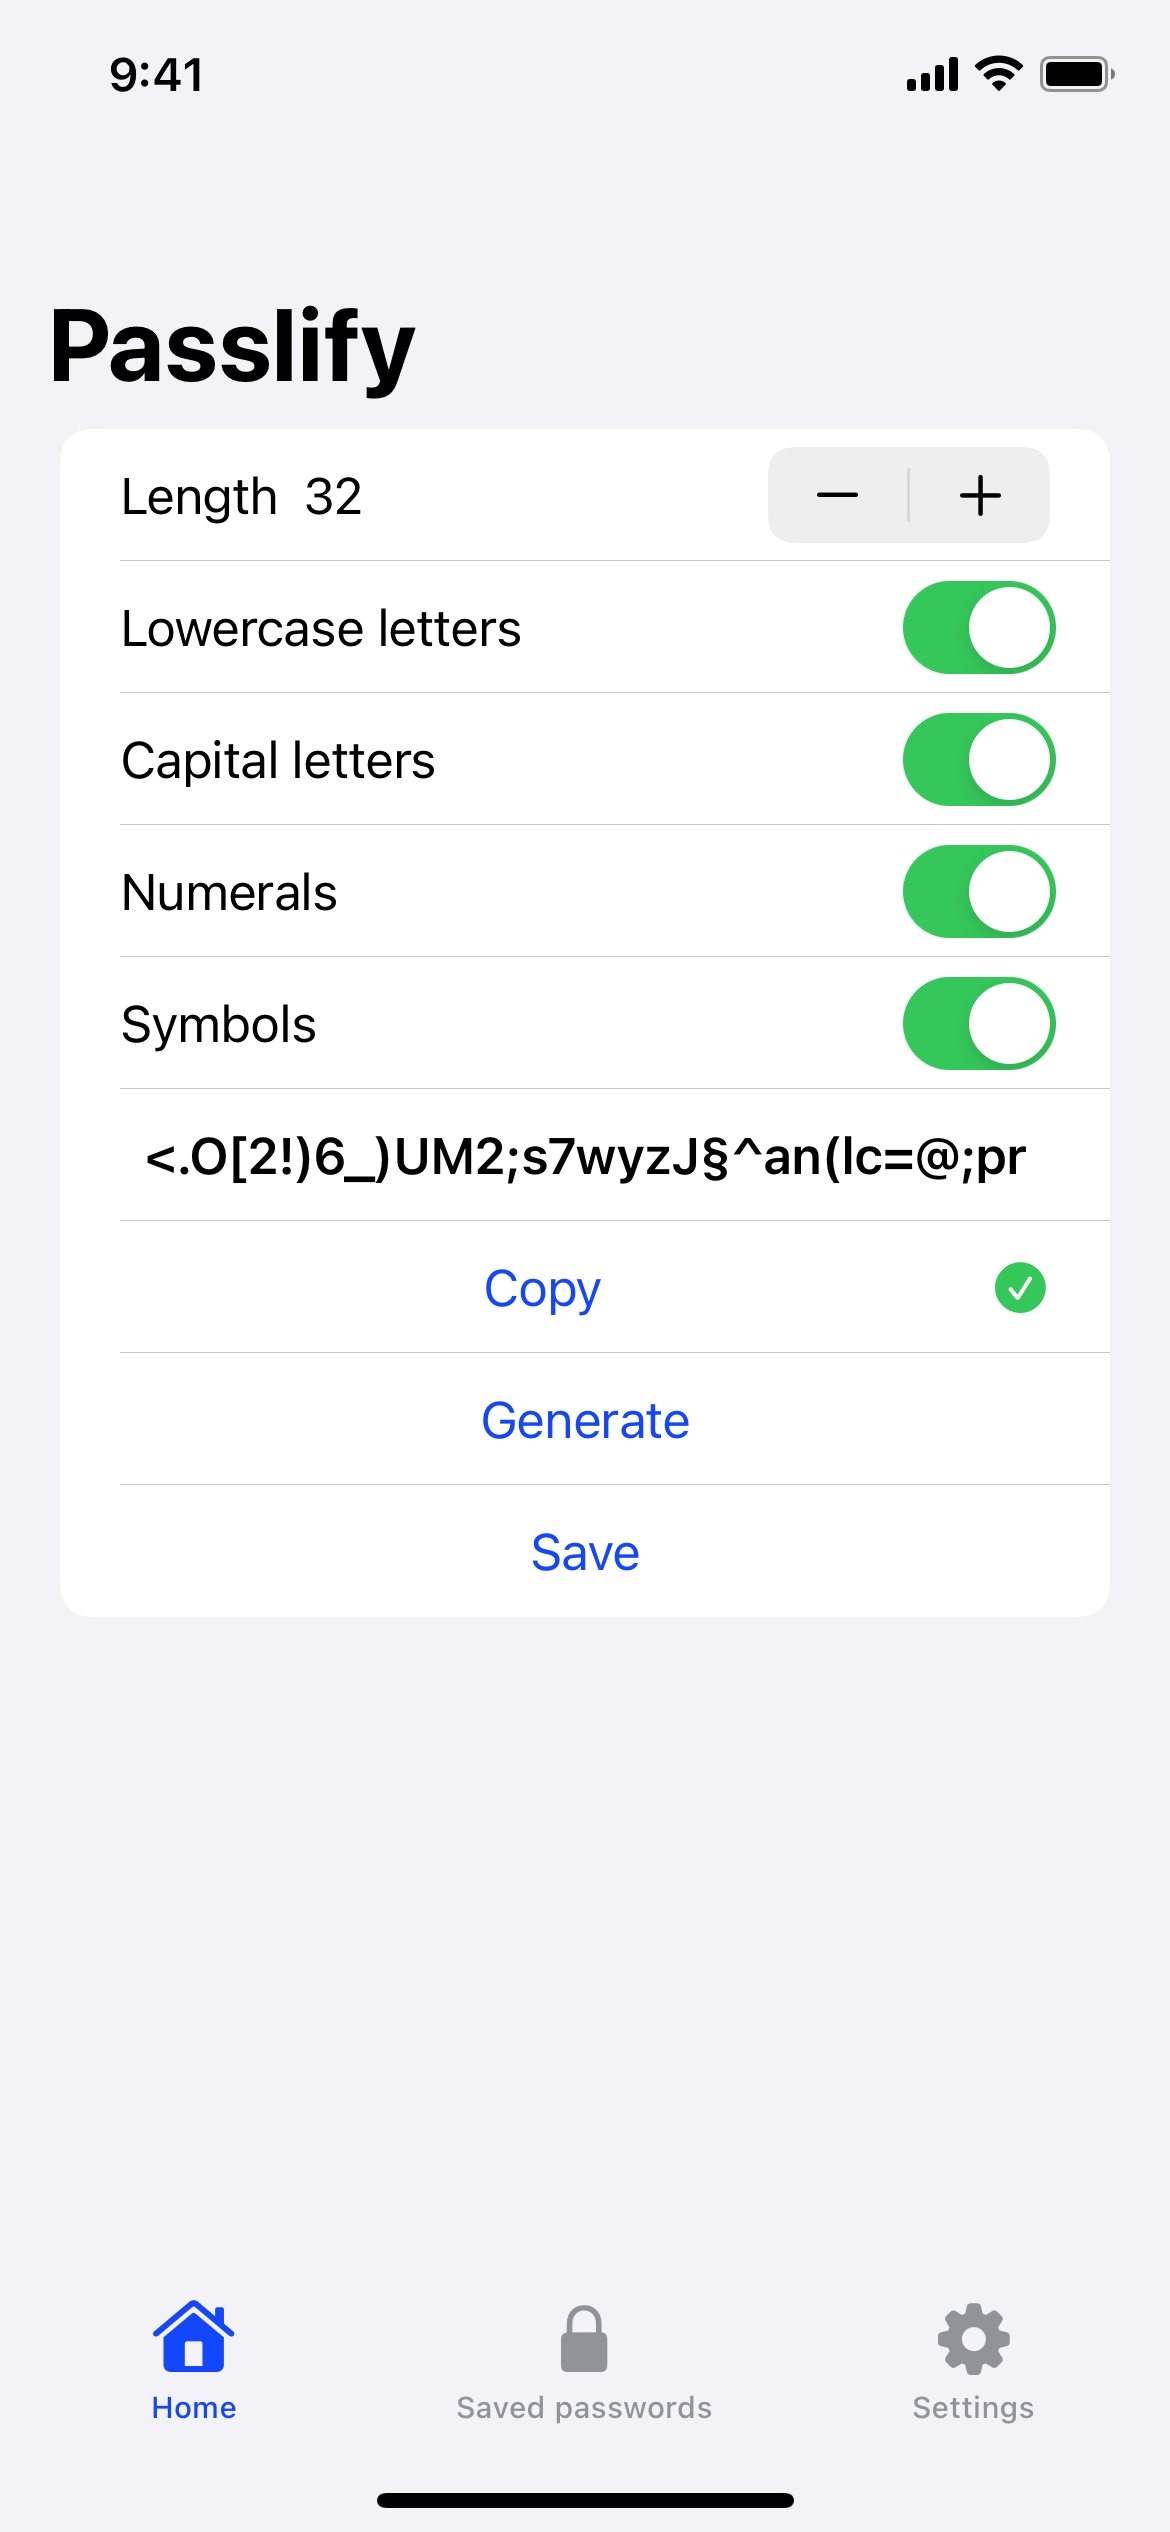 9:41
Passlify
Length 32
Lowercase letters
Capital letters
Numerals
Symbols
<.O[2!)6_)UM2;s7wyzJ§^an(lc=@;pr
Copy
Generate
Save
Home Saved passwords Settings